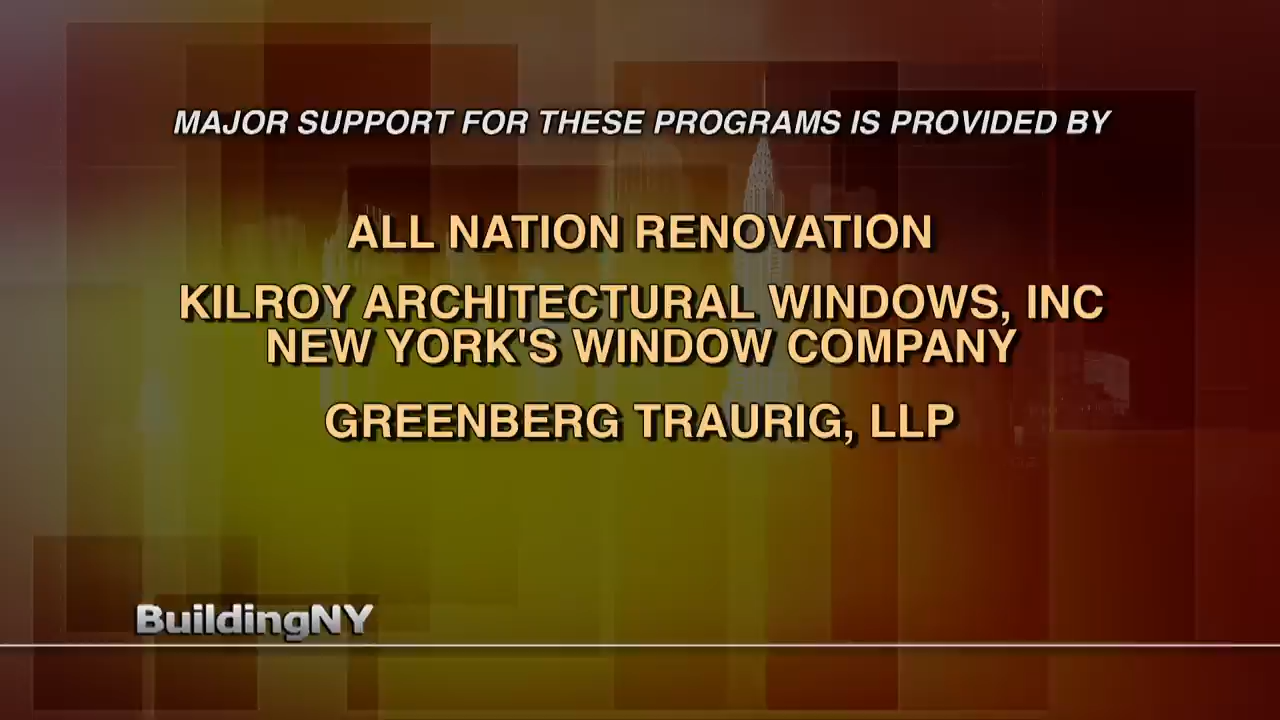 MAJOR SUPPORT FOR THESE PROGRAMS IS PROVIDED BY
ALL NATION RENOVATION
KILROY ARCHITECTURAL WINDOWS, INC
NEW YORK'S WINDOW COMPANY
GREENBERG TRAURIG, LLP
BuildingNY